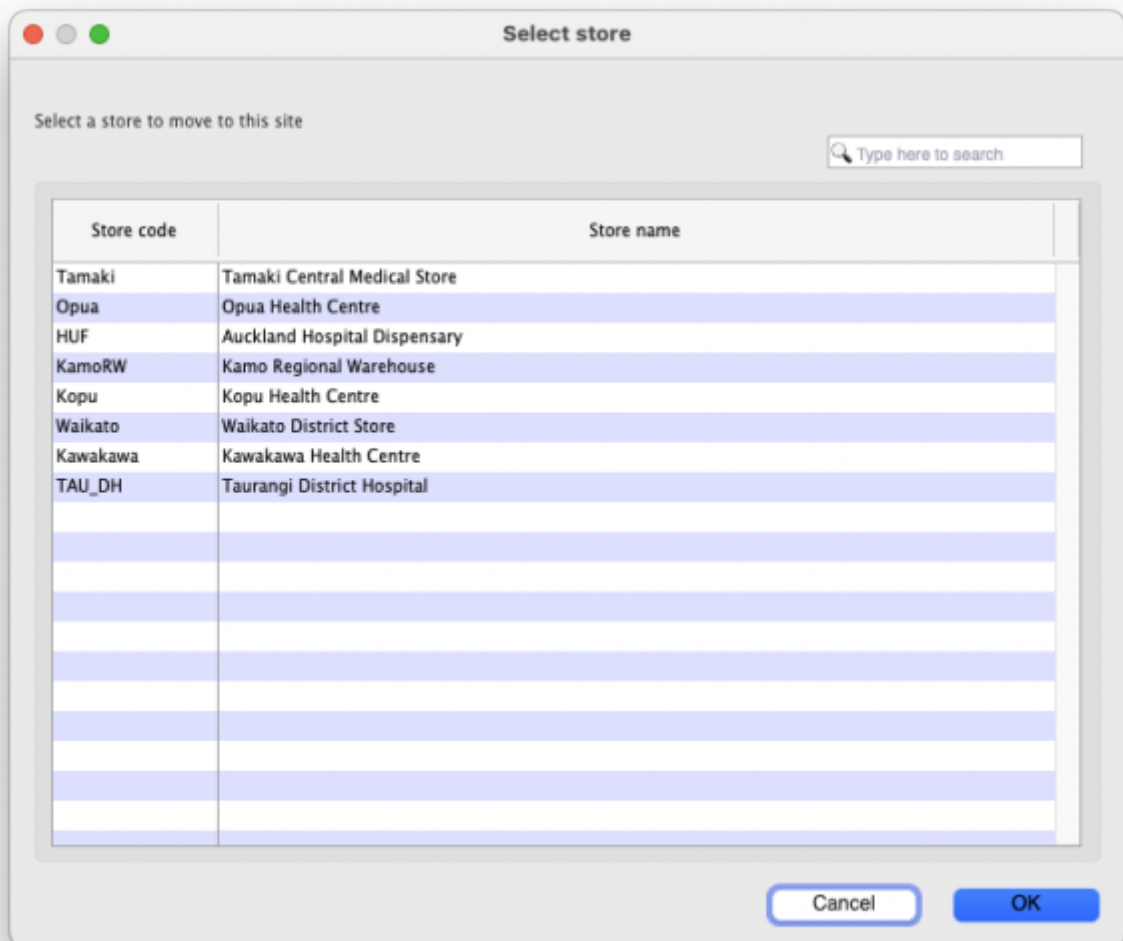 Select store
Select a store to move to this site
Type here to search
Store code Store name
Tamaki Tamaki Central Medical Store
Opua Opua Health Centre
HUF Auckland Hospital Dispensary
KamoRW Kamo Regional Warehouse
Kopu Kopu Health Centre
Waikato Waikato District Store
Kawakawa Kawakawa Health Centre
TAU_DH Taurangi District Hospital
Cancel OK